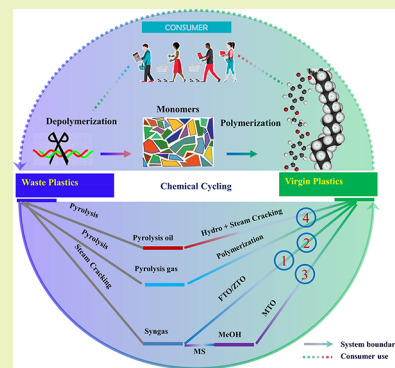 CONSUMER
Depolymerization
Monomers
Polymerization
Waste Plastics
Chemical Cycling
Virgin Plastics
Pyrolysis
Pyrolysis
Steam Cracking
Pyrolysis oil
Hydro + Steam Cracking
4
Pyrolysis gas
Polymerization
2
1
3
FTO/ZTO
MTO
Syngas
MS
MeOH
System boundar
Consumer use